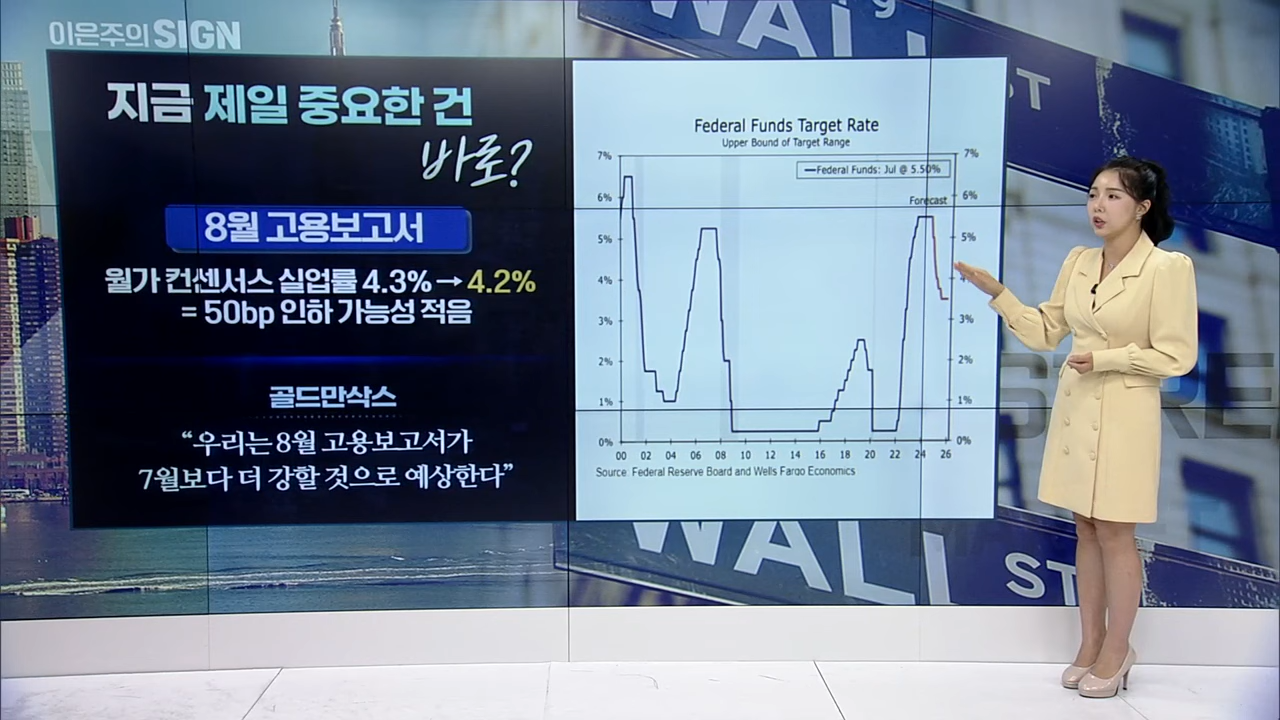 이은주의 SIGN
지금 제일 중요한 건
바로?
8월 고용보고서
월가 컨센서스 실업률 4.3% → 4.2%
= 50bp 인하 가능성 적음
골드만삭스
“우리는 8월 고용보고서가
7월보다 더 강할 것으로 예상한다”
Federal Funds Target Rate
Upper Bound of Target Range
Federal Funds: Jul @ 5.50%
Forecast
7% 7%
6% 6%
5% 5%
4% 4%
3% 3%
2% 2%
1% 1%
0% 0%
00 02 04 06 08 10 12 14 16 18 20 22 24 26
Source: Federal Reserve Board and Wells Fargo Economics
WALL ST
WALL ST